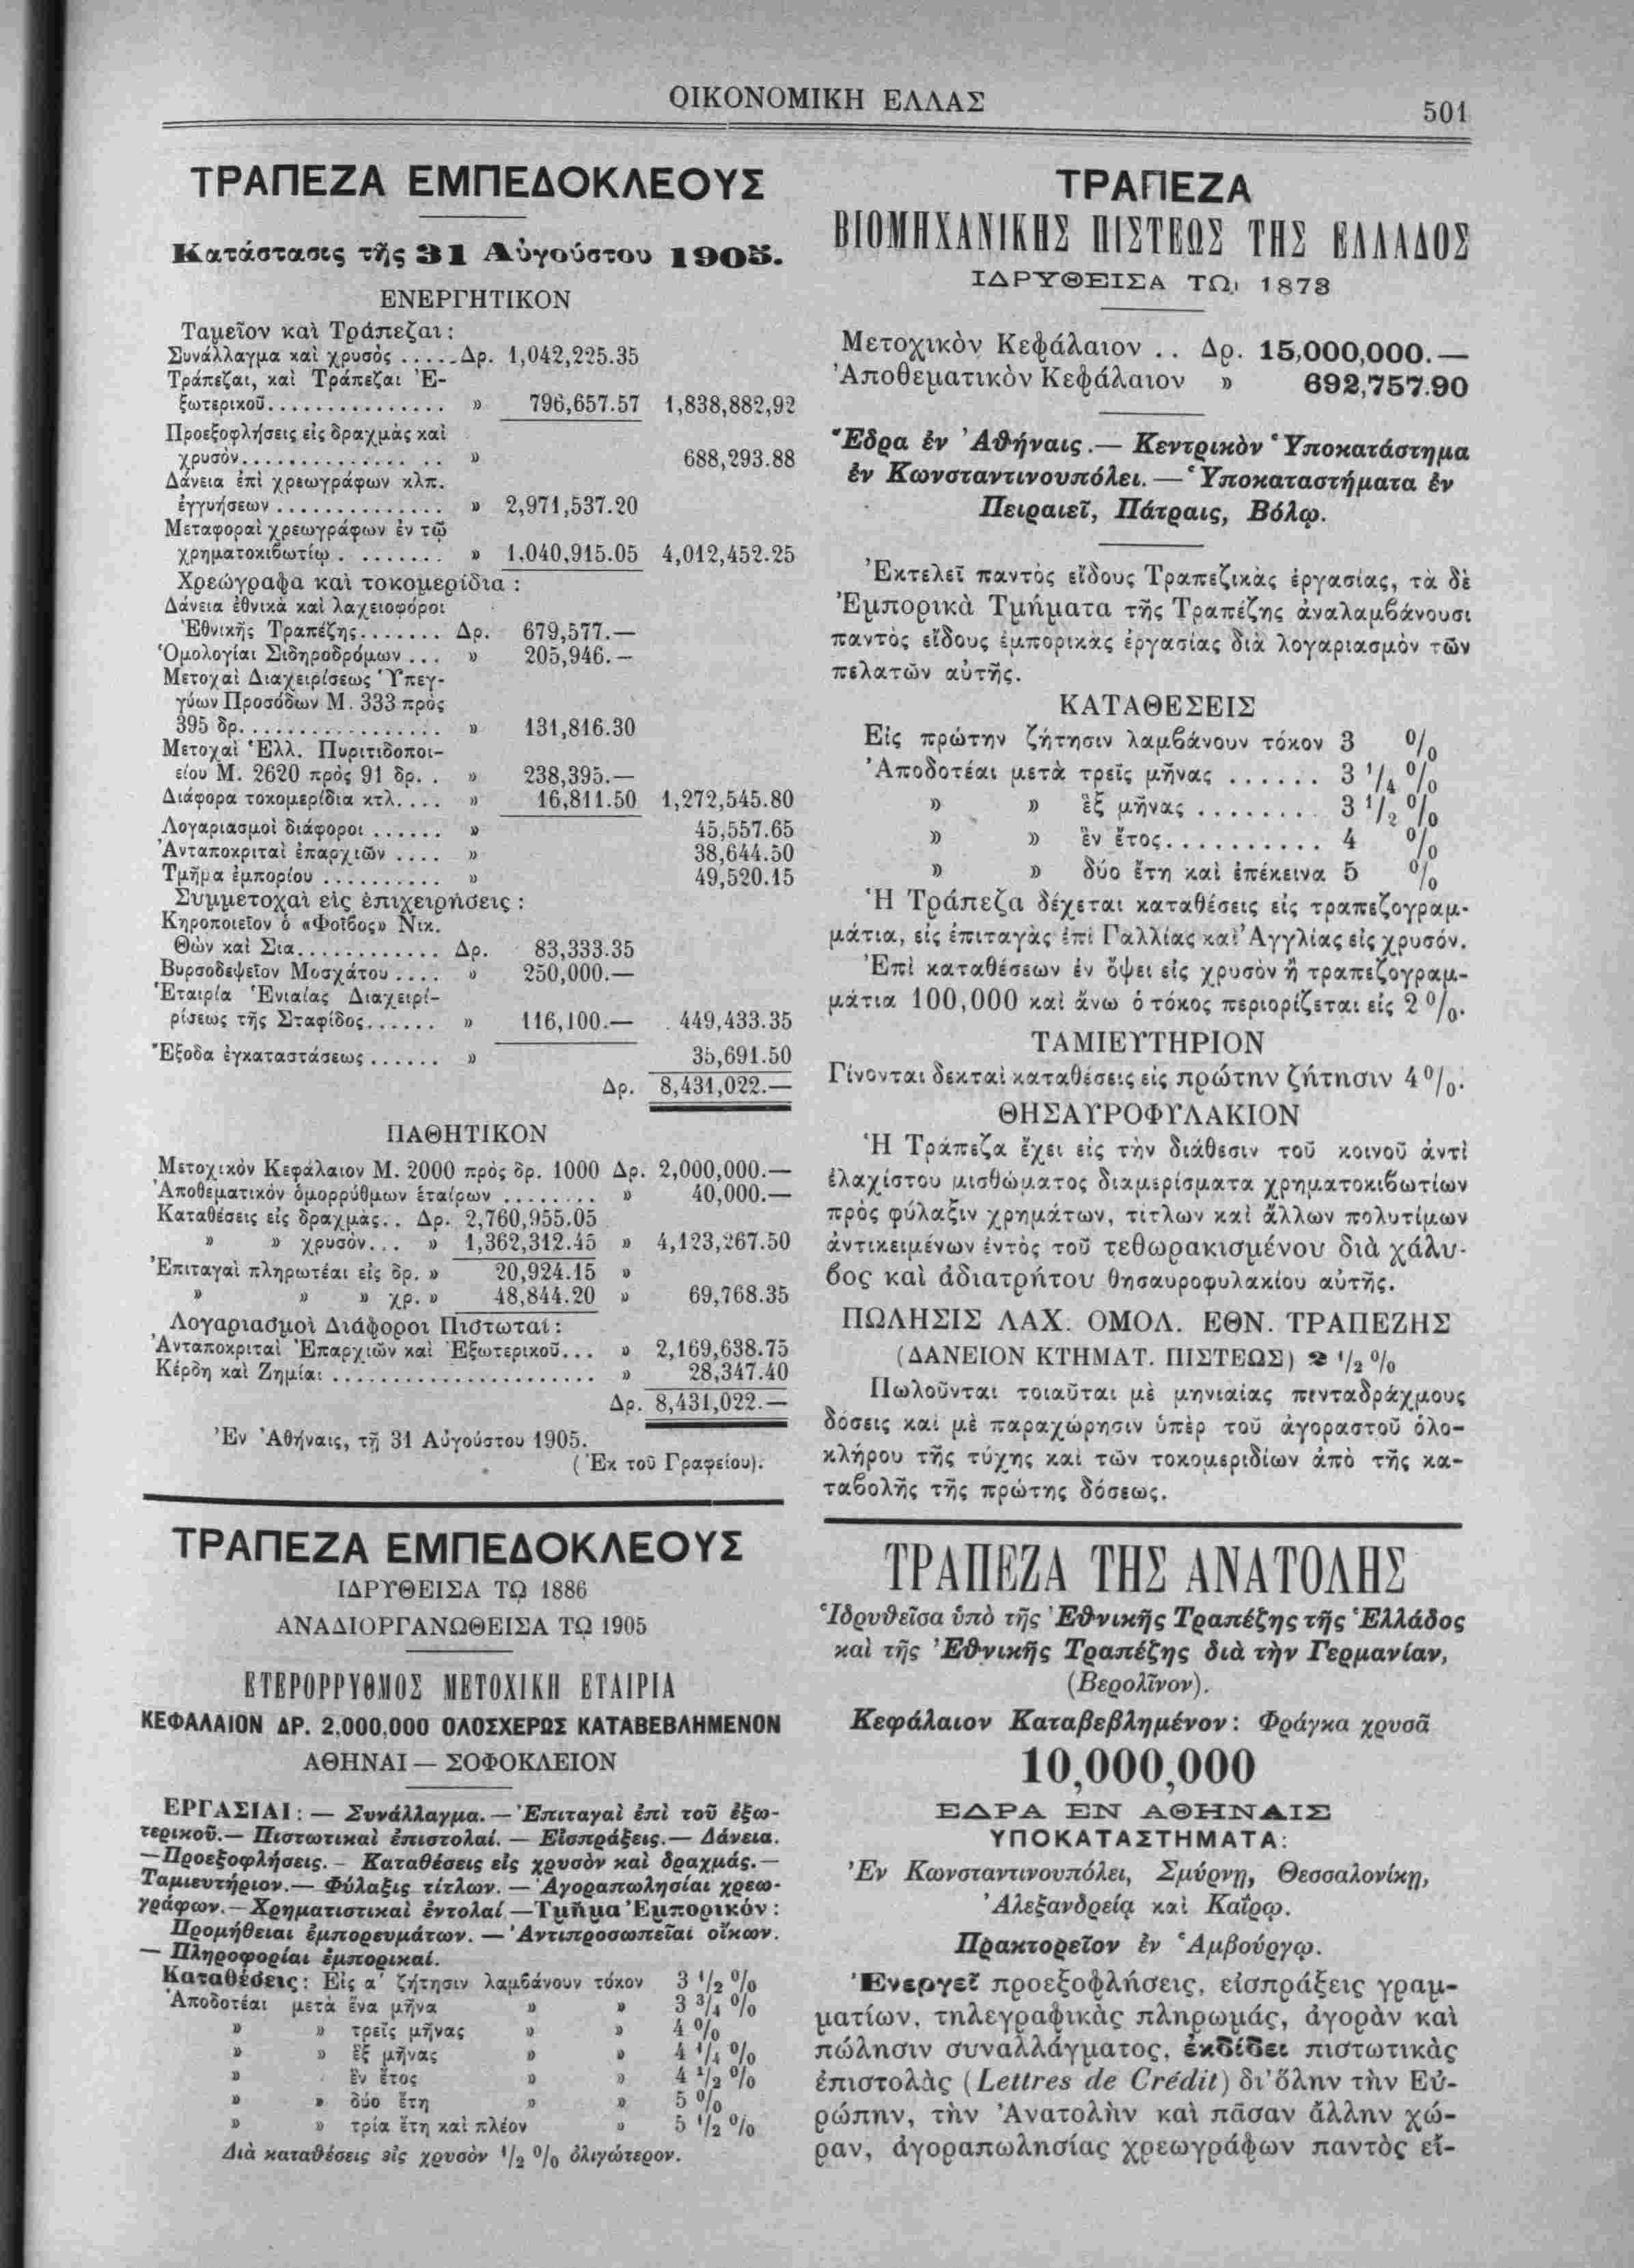 ΟΙΚΟΝΟΜΙΚΗ ΕΛΛΑΣ
501
ΤΡΑΠΕΖΑ ΕΜΠΕΔΟΚΛΕΟΥΣ
Κατάστασις τῆς 31 Αὐγούστου 1905.
ΕΝΕΡΓΗΤΙΚΟΝ
Ταμεῖον καὶ Τράπεζαι :
Συνάλλαγμα καὶ χρυσὸς ..... Δρ. 1,042,225.35
Τράπεζαι, καὶ Τράπεζαι Ἐ-
ξωτερικοῦ............... » 796,657.57 1,838,882,92
Προεξοφλήσεις εἰς δραχμὰς καὶ
χρυσὸν................. » 688,293.88
Δάνεια ἐπὶ χρεωγράφων κλπ.
ἐγγυήσεων .............. » 2,971,537.20
Μεταφοραὶ χρεωγράφων ἐν τῷ
χρηματοκιβωτίῳ . ........ » 1.040,915.05 4,012,452.25
Χρεώγραφα καὶ τοκομερίδια :
Δάνεια ἐθνικὰ καὶ λαχειοφόροι
Ἐθνικῆς Τραπέζης....... Δρ. 679,577.—
Ὁμολογίαι Σιδηροδρόμων ... » 205,946.—
Μετοχαὶ Διαχειρίσεως Ὑπεγ-
γύων Προσόδων Μ. 333 πρὸς
395 δρ.................. » 131,816.30
Μετοχαὶ Ἑλλ. Πυριτιδοποι-
είου Μ. 2620 πρὸς 91 δρ. . » 238,395.—
Διάφορα τοκομερίδια κτλ. ... » 16,811.50 1,272,545.80
Λογαριασμοὶ διάφοροι ...... » 45,557.65
Ἀνταποκριταὶ ἐπαρχιῶν .... » 38,644.50
Τμῆμα ἐμπορίου .......... » 49,520.15
Συμμετοχαὶ εἰς ἐπιχειρήσεις :
Κηροποιεῖον ὁ «Φοῖβος» Νικ.
Θὼν καὶ Σια............ Δρ. 83,333.35
Βυρσοδεψεῖον Μοσχάτου .... » 250,000.—
Ἑταιρία Ἑνιαίας Διαχειρί-
ρίσεως τῆς Σταφίδος...... » 116,100.— 449,433.35
Ἔξοδα ἐγκαταστάσεως ...... » 35,691.50
Δρ. 8,431,022.—
ΠΑΘΗΤΙΚΟΝ
Μετοχικὸν Κεφάλαιον Μ. 2000 πρὸς δρ. 1000 Δρ. 2,000,000.—
Ἀποθεματικόν ὁμορρύθμων ἑταίρων ........ » 40,000.—
Καταθέσεις εἰς δραχμὰς.. Δρ. 2,760,955.05
» » χρυσὸν... » 1,362,312.45 » 4,123,267.50
Ἐπιταγαὶ πληρωτέαι εἰς δρ. » 20,924.15 »
» » » χρ. » 48,844.20 » 69,768.35
Λογαριασμοὶ Διάφοροι Πιστωταί :
Ἀνταποκριταὶ Ἐπαρχιῶν καὶ Ἐξωτερικοῦ... » 2,169,638.75
Κέρδη καὶ Ζημίαι ...................... » 28,347.40
Δρ. 8,431,022.—
Ἐν Ἀθήναις, τῇ 31 Αὐγούστου 1905.
(Ἐκ τοῦ Γραφείου).
ΤΡΑΠΕΖΑ ΕΜΠΕΔΟΚΛΕΟΥΣ
ΙΔΡΥΘΕΙΣΑ Τῼ 1886
ΑΝΑΔΙΟΡΓΑΝΩΘΕΙΣΑ Τῼ 1905
ΕΤΕΡΟΡΡΥΘΜΟΣ ΜΕΤΟΧΙΚΗ ΕΤΑΙΡΙΑ
ΚΕΦΑΛΑΙΟΝ ΔΡ. 2,000,000 ΟΛΟΣΧΕΡΩΣ ΚΑΤΑΒΕΒΛΗΜΕΝΟΝ
ΑΘΗΝΑΙ — ΣΟΦΟΚΛΕΙΟΝ
ΕΡΓΑΣΙΑΙ : — Συνάλλαγμα. — Ἐπιταγαὶ ἐπὶ τοῦ ἐξω-
τερικοῦ.— Πιστωτικαὶ ἐπιστολαί. — Εἰσπράξεις.— Δάνεια.
— Προεξοφλήσεις. — Καταθέσεις εἰς χρυσὸν καὶ δραχμάς.—
Ταμιευτήριον.— Φύλαξις τίτλων. — Ἀγοραπωλησίαι χρεω-
γράφων.— Χρηματιστικαὶ ἐντολαί — Τμῆμα Ἐμπορικόν :
Προμήθειαι ἐμπορευμάτων. — Ἀντιπροσωπεῖαι οἴκων.
— Πληροφορίαι ἐμπορικαί.
Καταθέσεις : Εἰς α΄ ζήτησιν λαμβάνουν τόκον 3 1/2 %
Ἀποδοτέαι μετὰ ἕνα μῆνα » » 3 3/4 %
» » τρεῖς μῆνας » » 4 %
» » ἓξ μῆνας » » 4 1/4 %
» ἓν ἔτος » » 4 1/2 %
» » δύο ἔτη » » 5 %
» » τρία ἔτη καὶ πλέον » 5 1/2 %
Διὰ καταθέσεις εἰς χρυσὸν 1/2 % ὀλιγώτερον.
ΤΡΑΠΕΖΑ
ΒΙΟΜΗΧΑΝΙΚΗΣ ΠΙΣΤΕΩΣ ΤΗΣ ΕΛΛΑΔΟΣ
ΙΔΡΥΘΕΙΣΑ ΤΩι 1873
Μετοχικὸν Κεφάλαιον .. Δρ. 15,000,000.—
Ἀποθεματικὸν Κεφάλαιον » 692,757.90
Ἕδρα ἐν Ἀθήναις.— Κεντρικὸν Ὑποκατάστημα
ἐν Κωνσταντινουπόλει. — Ὑποκαταστήματα ἐν
Πειραιεῖ, Πάτραις, Βόλῳ.
Ἐκτελεῖ παντὸς εἴδους Τραπεζικὰς ἐργασίας, τὰ δὲ
Ἐμπορικὰ Τμήματα τῆς Τραπέζης ἀναλαμβάνουσι
παντὸς εἴδους ἐμπορικὰς ἐργασίας διὰ λογαριασμὸν τῶν
πελατῶν αὐτῆς.
ΚΑΤΑΘΕΣΕΙΣ
Εἰς πρώτην ζήτησιν λαμβάνουν τόκον 3 %
Ἀποδοτέαι μετὰ τρεῖς μῆνας ...... 3 1/4 %
» » ἓξ μῆνας ........ 3 1/2 %
» » ἓν ἔτος.......... 4 %
» » δύο ἔτη καὶ ἐπέκεινα 5 %
Ἡ Τράπεζα δέχεται καταθέσεις εἰς τραπεζογραμ-
μάτια, εἰς ἐπιταγὰς ἐπὶ Γαλλίας καὶ Ἀγγλίας εἰς χρυσόν.
Ἐπὶ καταθέσεων ἐν ὄψει εἰς χρυσὸν ἢ τραπεζογραμ-
μάτια 100,000 καὶ ἄνω ὁ τόκος περιορίζεται εἰς 2 %.
ΤΑΜΙΕΥΤΗΡΙΟΝ
Γίνονται δεκταὶ καταθέσεις εἰς πρώτην ζήτησιν 4 %.
ΘΗΣΑΥΡΟΦΥΛΑΚΙΟΝ
Ἡ Τράπεζα ἔχει εἰς τὴν διάθεσιν τοῦ κοινοῦ ἀντὶ
ἐλαχίστου μισθώματος διαμερίσματα χρηματοκιβωτίων
πρὸς φύλαξιν χρημάτων, τίτλων καὶ ἄλλων πολυτίμων
ἀντικειμένων ἐντὸς τοῦ τεθωρακισμένου διὰ χάλυ-
βος καὶ ἀδιατρήτου θησαυροφυλακίου αὐτῆς.
ΠΩΛΗΣΙΣ ΛΑΧ. ΟΜΟΛ. ΕΘΝ. ΤΡΑΠΕΖΗΣ
(ΔΑΝΕΙΟΝ ΚΤΗΜΑΤ. ΠΙΣΤΕΩΣ) 2 1/2 %
Πωλοῦνται τοιαῦται μὲ μηνιαίας πενταδράχμους
δόσεις καὶ μὲ παραχώρησιν ὑπὲρ τοῦ ἀγοραστοῦ ὁλο-
κλήρου τῆς τύχης καὶ τῶν τοκομεριδίων ἀπὸ τῆς κα-
ταβολῆς τῆς πρώτης δόσεως.
ΤΡΑΠΕΖΑ ΤΗΣ ΑΝΑΤΟΛΗΣ
Ἱδρυθεῖσα ὑπὸ τῆς Ἐθνικῆς Τραπέζης τῆς Ἑλλάδος
καὶ τῆς Ἐθνικῆς Τραπέζης διὰ τὴν Γερμανίαν,
(Βερολῖνον).
Κεφάλαιον Καταβεβλημένον : Φράγκα χρυσᾶ
10,000,000
ΕΔΡΑ ΕΝ ΑΘΗΝΑΙΣ
ΥΠΟΚΑΤΑΣΤΗΜΑΤΑ:
Ἐν Κωνσταντινουπόλει, Σμύρνῃ, Θεσσαλονίκῃ,
Ἀλεξανδρείᾳ καὶ Καΐρῳ.
Πρακτορεῖον ἐν Ἁμβούργῳ.
Ἐνεργεῖ προεξοφλήσεις, εἰσπράξεις γραμ-
ματίων, τηλεγραφικὰς πληρωμάς, ἀγορὰν καὶ
πώλησιν συναλλάγματος, ἐκδίδει πιστωτικὰς
ἐπιστολὰς (Lettres de Crédit) δι' ὅλην τὴν Εὐ-
ρώπην, τὴν Ἀνατολὴν καὶ πᾶσαν ἄλλην χώ-
ραν, ἀγοραπωλησίας χρεωγράφων παντὸς εἴ-